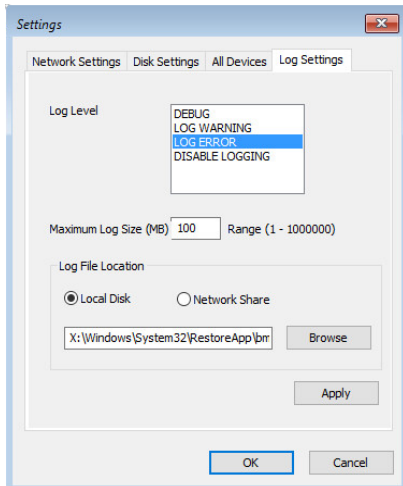 Settings
Network Settings Disk Settings All Devices Log Settings
Log Level
DEBUG
LOG WARNING
LOG ERROR
DISABLE LOGGING
Maximum Log Size (MB) 100 Range (1 - 1000000)
Log File Location
Local Disk Network Share
X:\Windows\System32\RestoreApp\bm Browse
Apply
OK Cancel